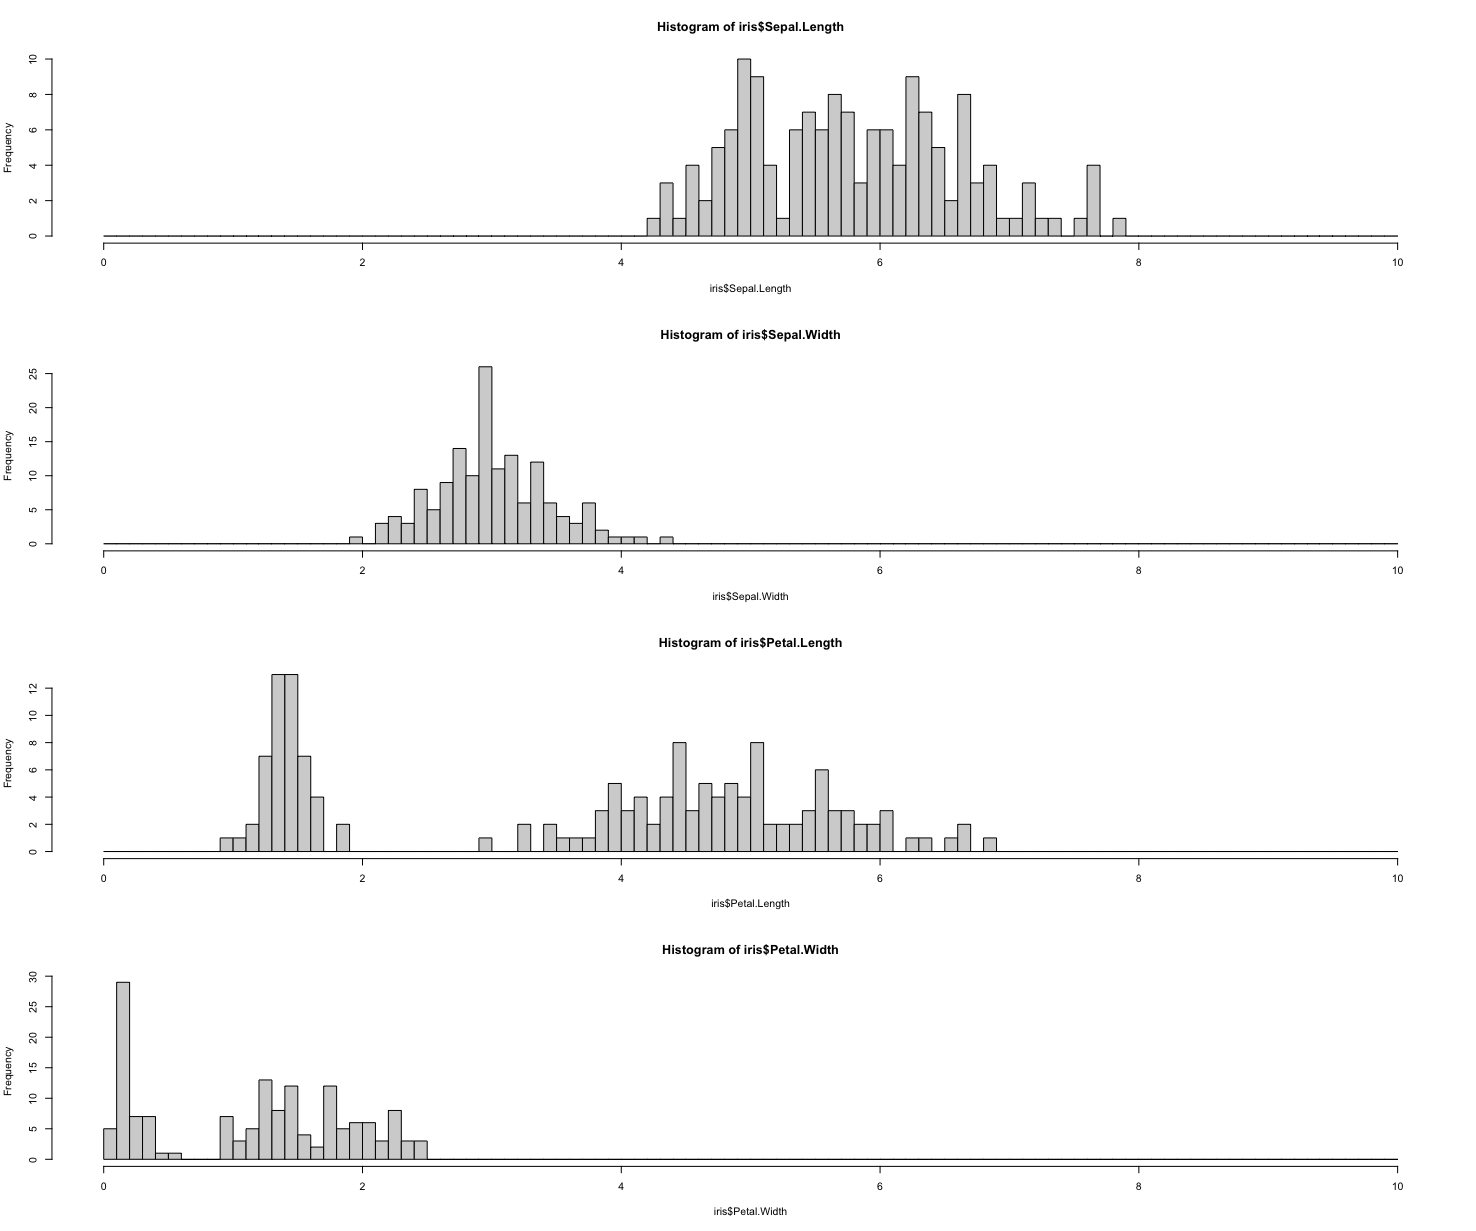 Histogram of iris$Sepal.Length
Frequency
0 2 4 6 8 10
0 2 4 6 8 10
iris$Sepal.Length
Histogram of iris$Sepal.Width
Frequency
0 5 10 15 20 25
0 2 4 6 8 10
iris$Sepal.Width
Histogram of iris$Petal.Length
Frequency
0 2 4 6 8 10 12
0 2 4 6 8 10
iris$Petal.Length
Histogram of iris$Petal.Width
Frequency
0 5 10 15 20 25 30
0 2 4 6 8 10
iris$Petal.Width